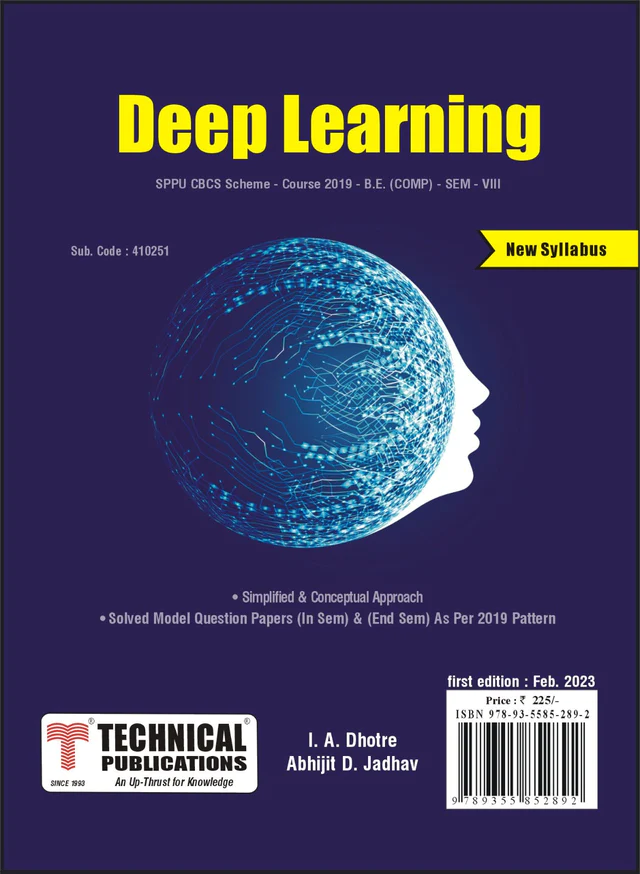 Deep Learning
SPPU CBCS Scheme - Course 2019 - B.E. (COMP) - SEM - VIII
Sub. Code : 410251
New Syllabus
• Simplified & Conceptual Approach
• Solved Model Question Papers (In Sem) & (End Sem) As Per 2019 Pattern
first edition : Feb. 2023
Price : ₹ 225/-
ISBN 978-93-5585-289-2
9 789355 852892
® TECHNICAL®
PUBLICATIONS
SINCE 1993 An Up-Thrust for Knowledge
I. A. Dhotre
Abhijit D. Jadhav